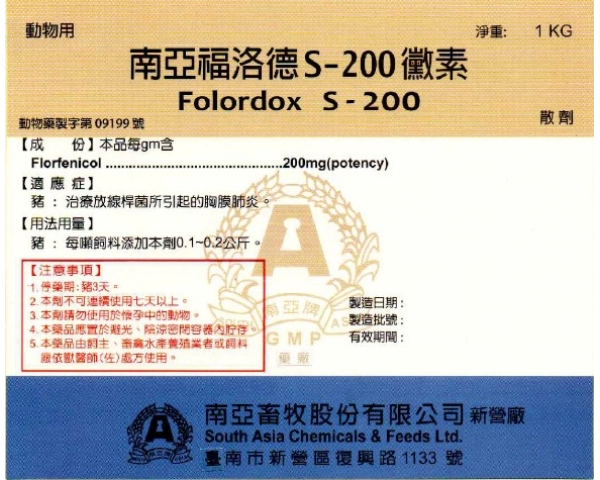 動物用
淨重: 1 KG
南亞福洛德S-200黴素
Folordox S-200
動物藥製字第 09199 號
散劑
【成 份】本品每gm含
Florfenicol ................................................200mg(potency)
【適 應 症】
豬：治療放線桿菌所引起的胸膜肺炎。
【用法用量】
豬：每噸飼料添加本劑0.1~0.2公斤。
【注意事項】
1. 停藥期：豬3天。
2. 本劑不可連續使用七天以上。
3. 本劑請勿使用於懷孕中的動物。
4. 本藥品應置於避光、陰涼密閉容器內貯存。
5. 本藥品由飼主、畜禽水產養殖業者或飼料
廠依獸醫師(佐)處方使用。
製造日期：
製造批號：
有效期間：
A
南亞牌
SOUTH ASIA
GMP
藥廠
A
南亞畜牧股份有限公司 新營廠
South Asia Chemicals & Feeds Ltd.
臺南市新營區復興路 1133 號